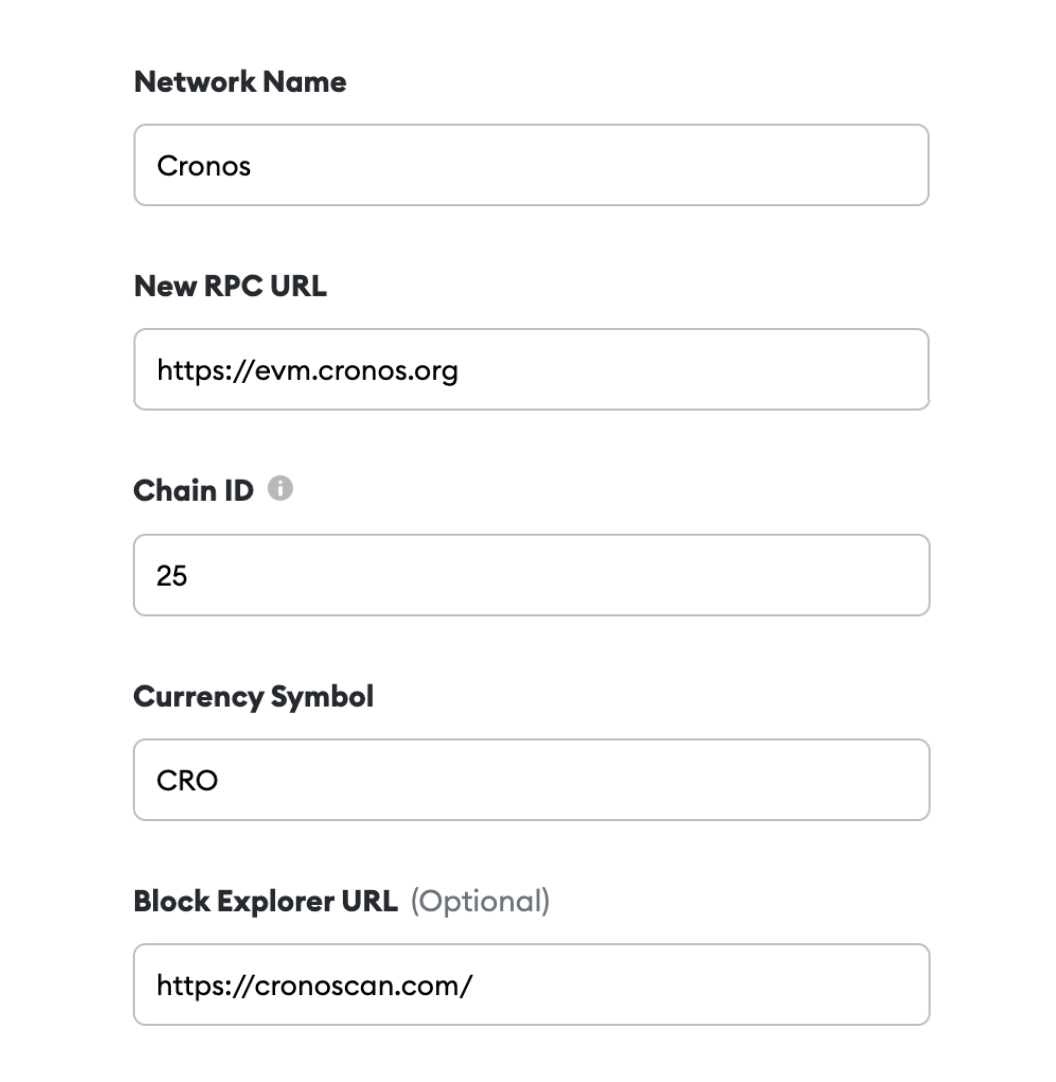 Network Name
Cronos
New RPC URL
https://evm.cronos.org
Chain ID
25
Currency Symbol
CRO
Block Explorer URL (Optional)
https://cronoscan.com/